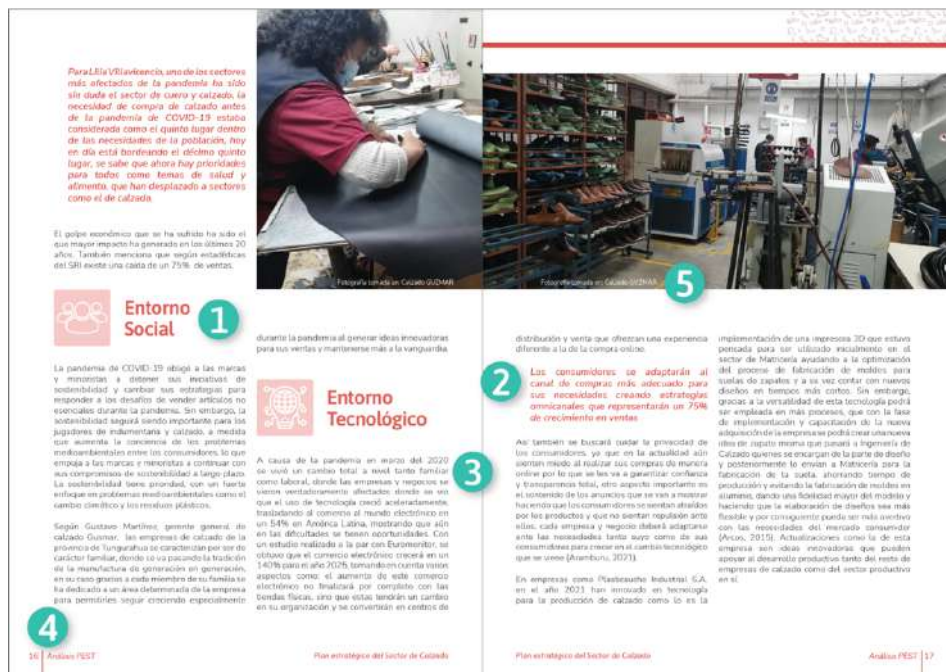 Para Lilia Villavicencio, uno de los sectores
más afectados de la pandemia ha sido
sin duda el sector de cuero y calzado, la
necesidad de compra de calzado antes
de la pandemia de COVID-19 estaba
considerada como el quinto lugar dentro
de las necesidades de la población, hoy
en día está bordeando el décimo quinto
lugar, se sabe que ahora hay prioridades
para todos como temas de salud y
alimento, que han desplazado a sectores
como el de calzado.
El golpe económico que se ha sufrido ha sido el
que mayor impacto ha generado en los últimos 20
años. También menciona que según estadísticas
del SRI existe una caída de un 75% de ventas.
Fotografía tomada en: Calzado GUZMAR
Entorno
Social
1
La pandemia de COVID-19 obligó a las marcas
y minoristas a detener sus iniciativas de
sostenibilidad y cambiar sus estrategias para
responder a los desafíos de vender artículos no
esenciales durante la pandemia. Sin embargo, la
sostenibilidad seguirá siendo importante para los
jugadores de indumentaria y calzado, a medida
que aumenta la conciencia de los problemas
medioambientales entre los consumidores, lo que
empuja a las marcas y minoristas a continuar con
sus compromisos de sostenibilidad a largo plazo.
La sostenibilidad tiene prioridad, con un fuerte
enfoque en problemas medioambientales como el
cambio climático y los residuos plásticos.
Según Gustavo Martínez, gerente general de
calzado Gusmar, las empresas de calzado de la
provincia de Tungurahua se caracterizan por ser de
carácter familiar, donde se va pasando la tradición
de la manufactura de generación en generación,
en su caso gracias a cada miembro de su familia se
ha dedicado a un área determinada de la empresa
para permitirles seguir creciendo especialmente
4
16 Análisis PEST
durante la pandemia al generar ideas innovadoras
para sus ventas y mantenerse más a la vanguardia.
Entorno
Tecnológico
3
A causa de la pandemia en marzo del 2020
se vivió un cambio total a nivel tanto familiar
como laboral, donde las empresas y negocios se
vieron verdaderamente afectados donde se vio
que el uso de tecnología creció aceleradamente,
trasladando al comercio al mundo electrónico en
un 54% en América Latina, mostrando que aún
en las dificultades se tienen oportunidades. Con
un estudio realizado a la par con Euromonitor, se
obtuvo que el comercio electrónico crecerá en un
140% para el año 2025, tomando en cuenta varios
aspectos como: el aumento de este comercio
electrónico no finalizará por completo con las
tiendas físicas, sino que estas tendrán un cambio
en su organización y se convertirán en centros de
Plan estratégico del Sector de Calzado
Fotografía tomada en: Calzado GUZMAR
5
distribución y venta que ofrezcan una experiencia
diferente a la de la compra online.
2
Los consumidores se adaptarán al
canal de compras más adecuado para
sus necesidades creando estrategias
omnicanales que representarán un 75%
de crecimiento en ventas
Así también se buscará cuidar la privacidad de
los consumidores, ya que en la actualidad aún
sienten miedo al realizar sus compras de manera
online por lo que se les va a garantizar confianza
y transparencia total, otro aspecto importante es
el contenido de los anuncios que se van a mostrar
haciendo que los consumidores se sientan atraídos
por los productos y que no sientan repulsión ante
ellos, cada empresa y negocio deberá adaptarse
ante las necesidades tanto suyo como de sus
consumidores para crecer en el cambio tecnológico
que se viene (Aramburu, 2021).
En empresas como Plasticaucho Industrial S.A.
en el año 2021 han innovado en tecnología
para la producción de calzado como lo es la
Plan estratégico del Sector de Calzado
implementación de una impresora 3D que estuvo
pensada para ser utilizado inicialmente en el
sector de Matricería ayudando a la optimización
del proceso de fabricación de moldes para
suelas de zapatos y a su vez contar con nuevos
diseños en tiempos más cortos. Sin embargo,
gracias a la versatilidad de esta tecnología podrá
ser empleada en más procesos, que con la fase
de implementación y capacitación de la nueva
adquisición de la empresa se podrá crear una nueva
idea de zapato misma que pasará a Ingeniería de
Calzado quienes se encargan de la parte de diseño
y posteriormente lo envían a Matricería para la
fabricación de la suela, ahorrando tiempo de
producción y evitando la fabricación de moldes en
aluminio, dando una fidelidad mayor del modelo y
haciendo que la elaboración de diseños sea más
flexible y por consiguiente pueda ser más asertivo
con las necesidades del mercado consumidor
(Arcos, 2015). Actualizaciones como la de esta
empresa son ideas innovadoras que pueden
apoyar al desarrollo productivo tanto del resto de
empresas de calzado como del sector productivo
en sí.
Análisis PEST 17